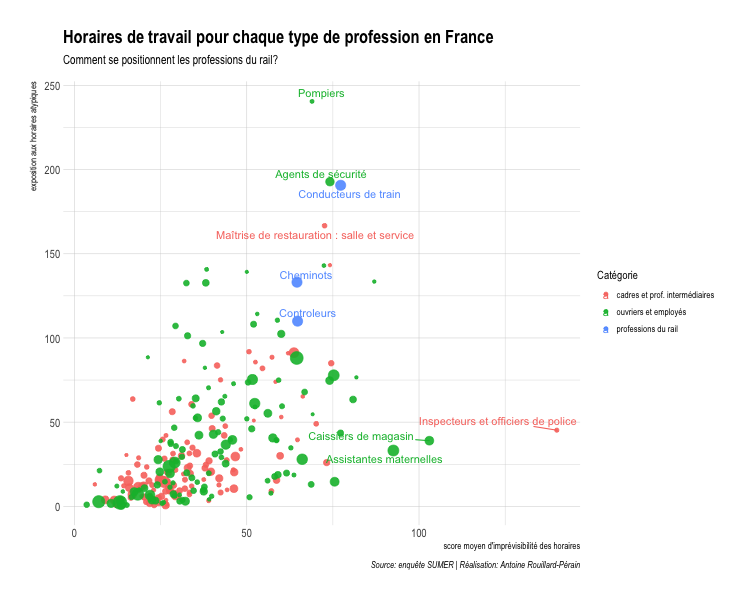 Horaires de travail pour chaque type de profession en France
Comment se positionnent les professions du rail?
exposition aux horaires atypiques
250
200
150
100
50
0
Pompiers
Agents de sécurité
Conducteurs de train
Maîtrise de restauration : salle et service
Cheminots
Controleurs
Inspecteurs et officiers de police
Caissiers de magasin
Assistantes maternelles
0
50
100
score moyen d'imprévisibilité des horaires
Catégorie
cadres et prof. intermédiaires
ouvriers et employés
professions du rail
Source: enquête SUMER | Réalisation: Antoine Rouillard-Pérain